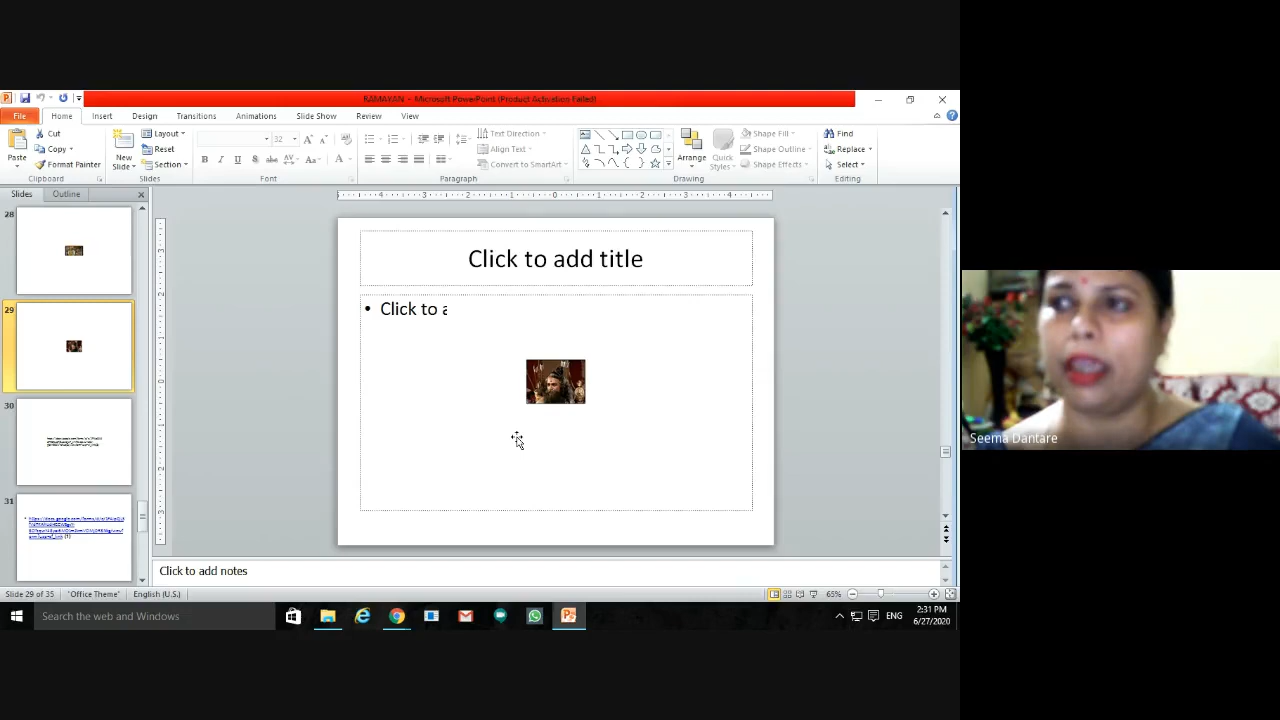 RAMAYAN - Microsoft PowerPoint (Product Activation Failed)
File Home Insert Design Transitions Animations Slide Show Review View
Paste
Cut
Copy
Format Painter
Clipboard
New Slide
Layout
Reset
Section
Slides
32
Font
Text Direction
Align Text
Convert to SmartArt
Paragraph
Arrange
Quick Styles
Shape Fill
Shape Outline
Shape Effects
Drawing
Find
Replace
Select
Editing
Slides Outline
28
29
30
31
Click to add title
• Click to a
Click to add notes
Slide 29 of 35 "Office Theme" English (U.S.) 65%
Search the web and Windows
ENG
2:31 PM
6/27/2020
Seema Dantare